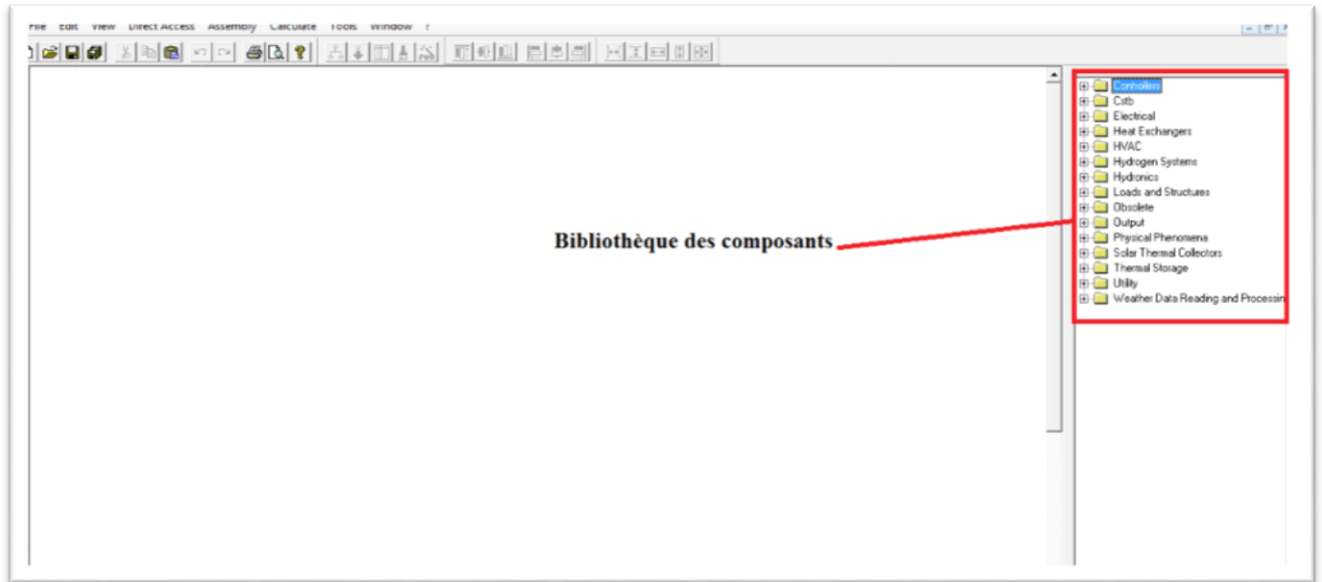 File Edit View Direct Access Assembly Calculate Tools Window ?
Controllers
Cstb
Electrical
Heat Exchangers
HVAC
Hydrogen Systems
Hydronics
Loads and Structures
Obsolete
Output
Physical Phenomena
Solar Thermal Collectors
Thermal Storage
Utility
Weather Data Reading and Processin
Bibliothèque des composants